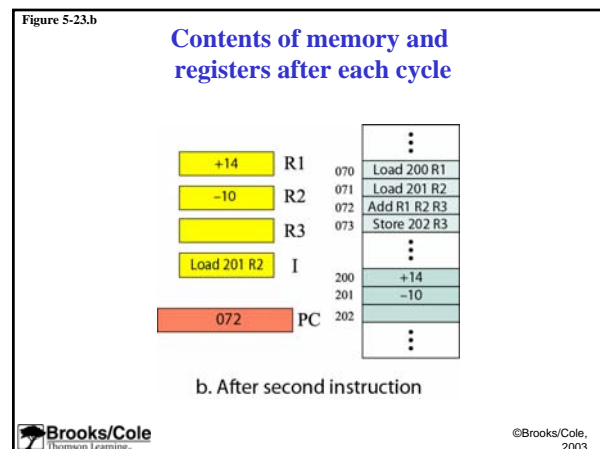 Figure 5-23.b
Contents of memory and
registers after each cycle
+14 R1
–10 R2
R3
Load 201 R2 I
072 PC
070 Load 200 R1
071 Load 201 R2
072 Add R1 R2 R3
073 Store 202 R3
200 +14
201 –10
202
b. After second instruction
Brooks/Cole
Thomson Learning™
©Brooks/Cole,
2003